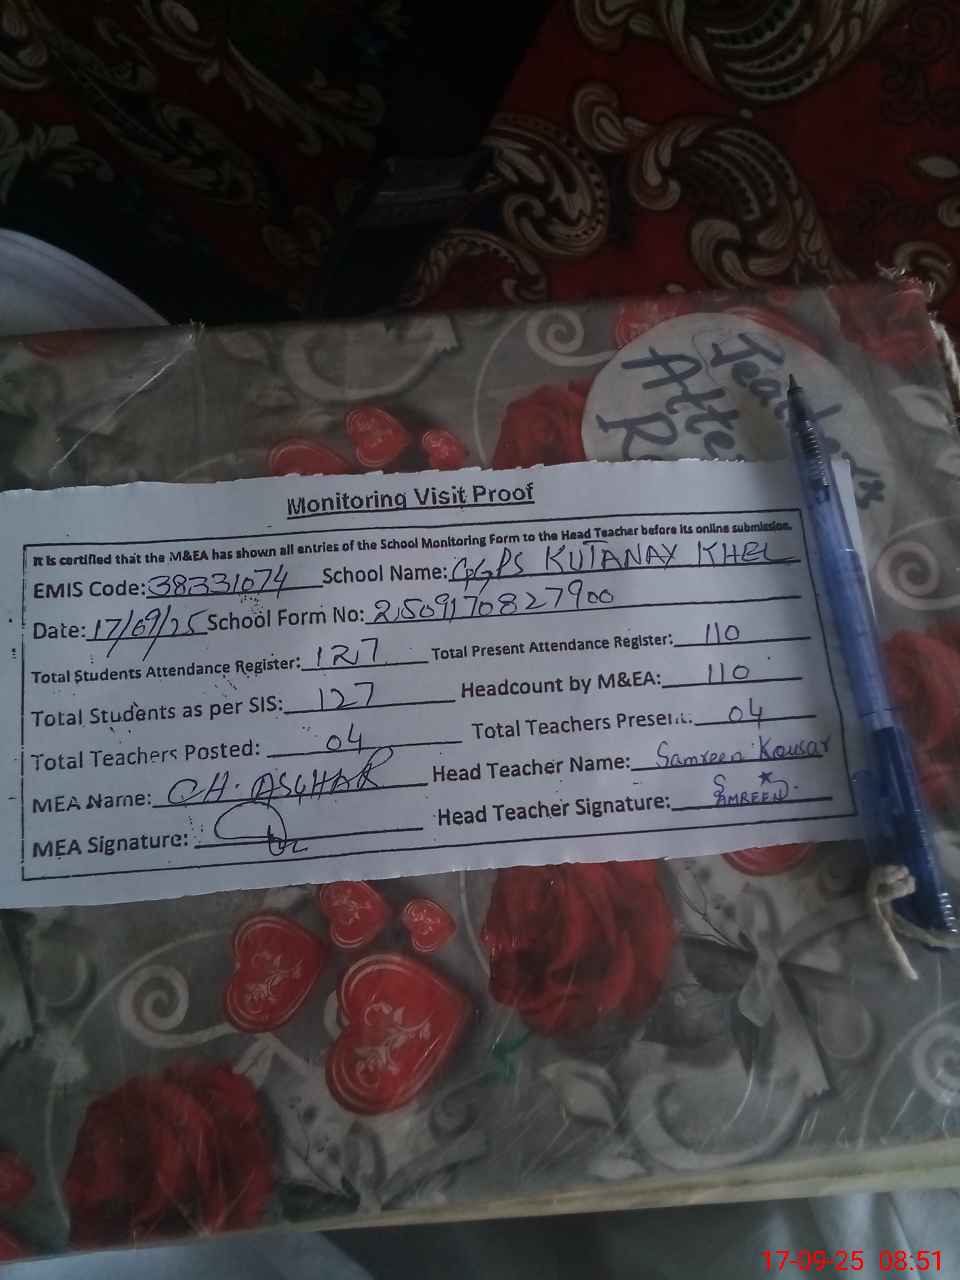 Teacher
Atte
R
Monitoring Visit Proof
It is certified that the M&EA has shown all entries of the School Monitoring Form to the Head Teacher before its online submission.
EMIS Code: 38331074 School Name: GGPS KUTANAY KHEL
Date: 17/09/25 School Form No: 2509170827900
Total Students Attendance Register: 127 Total Present Attendance Register: 110
Total Students as per SIS: 127 Headcount by M&EA: 110
Total Teachers Posted: 04 Total Teachers Present: 04
MEA Name: CH. ASGHAR Head Teacher Name: Samreen Kousar
MEA Signature: Head Teacher Signature: SAMREEN
17-09-25 08:51